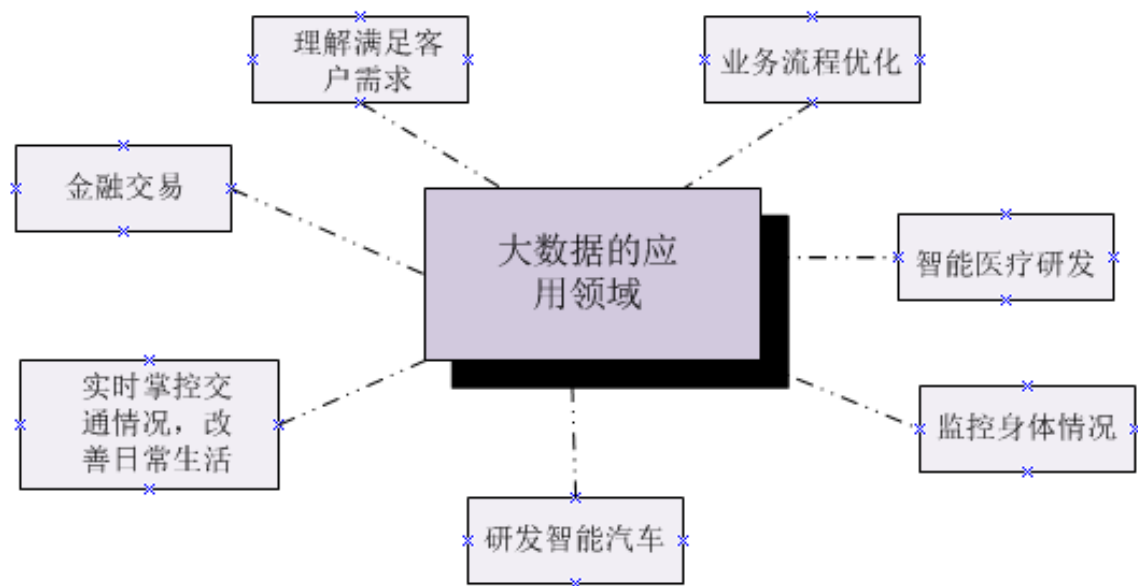 理解满足客
户需求
业务流程优化
金融交易
大数据的应
用领域
智能医疗研发
实时掌控交
通情况，改
善日常生活
监控身体情况
研发智能汽车